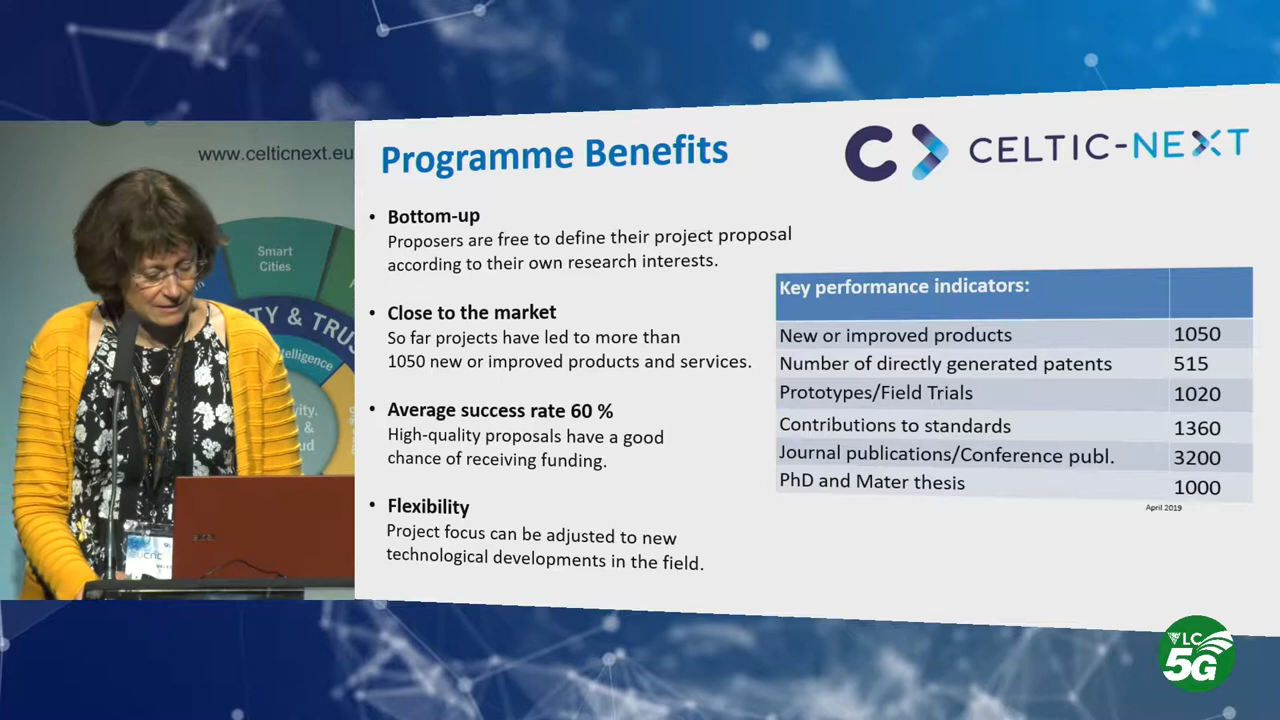 www.celticnext.eu
Smart
Cities
TY & TRUS
telligence
Programme Benefits
CELTIC-NEXT
• Bottom-up
Proposers are free to define their project proposal
according to their own research interests.
• Close to the market
So far projects have led to more than
1050 new or improved products and services.
• Average success rate 60 %
High-quality proposals have a good
chance of receiving funding.
• Flexibility
Project focus can be adjusted to new
technological developments in the field.
Key performance indicators:
New or improved products 1050
Number of directly generated patents 515
Prototypes/Field Trials 1020
Contributions to standards 1360
Journal publications/Conference publ. 3200
PhD and Mater thesis 1000
April 2019
VLC
5G